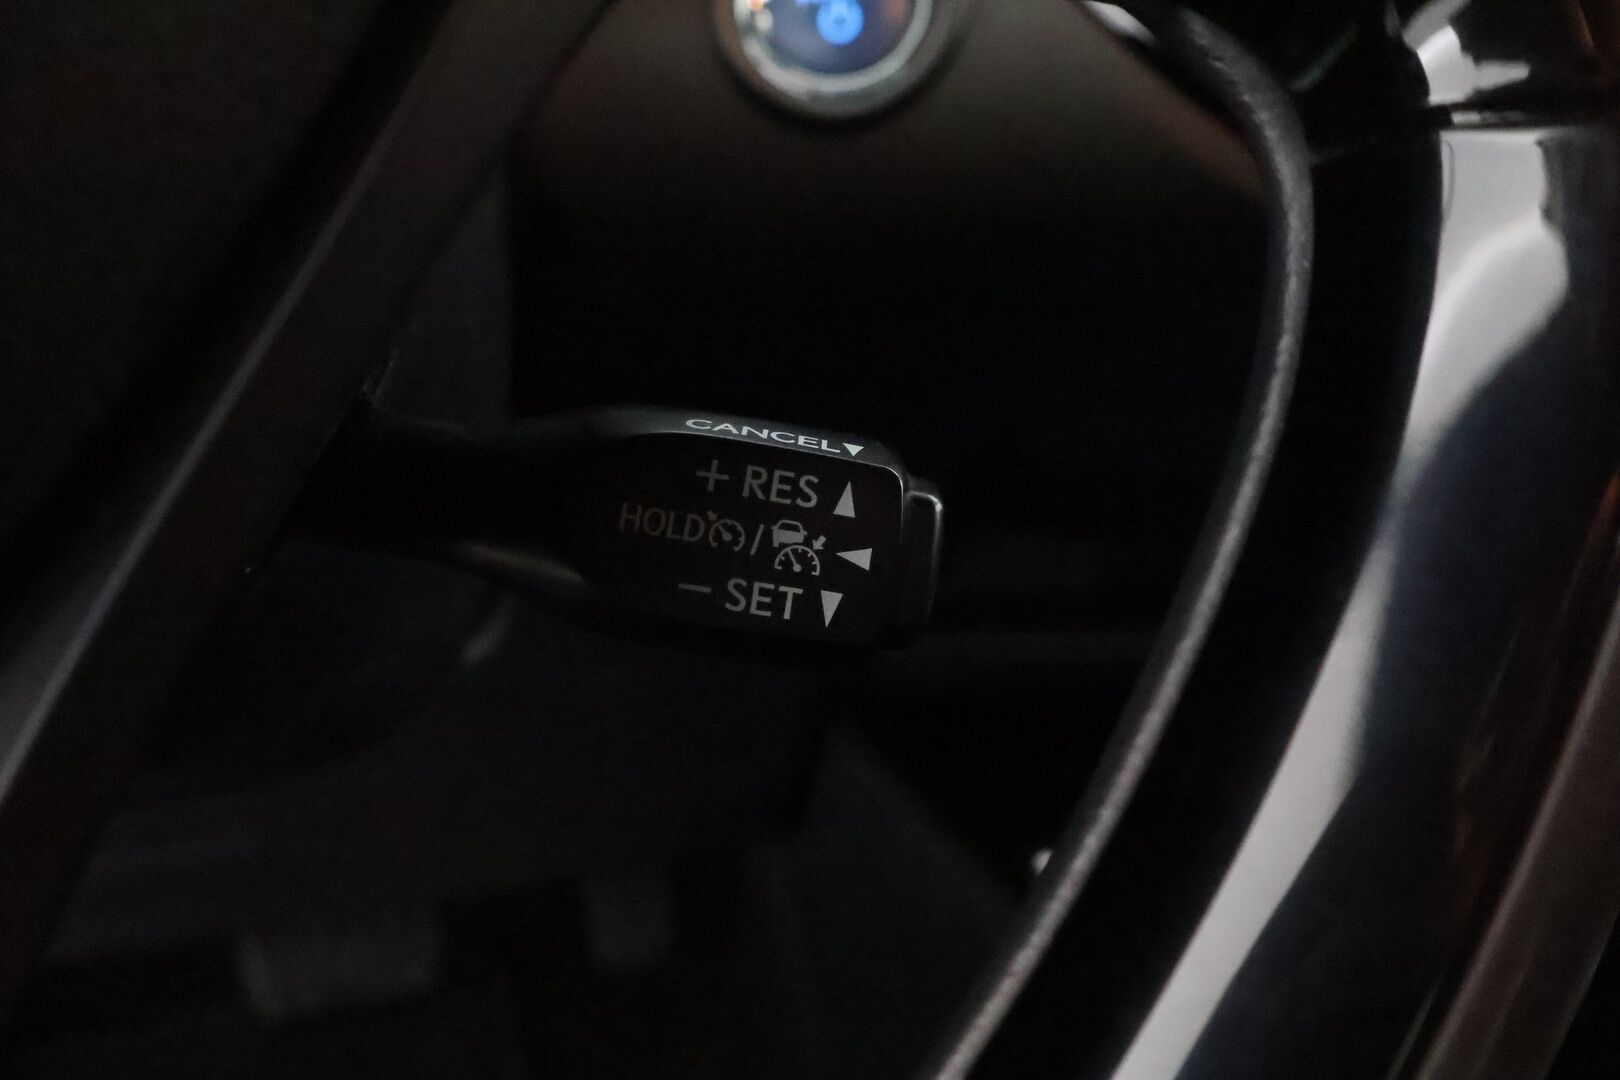 CANCEL▼
+ RES ▲
HOLD / ◀
− SET ▼